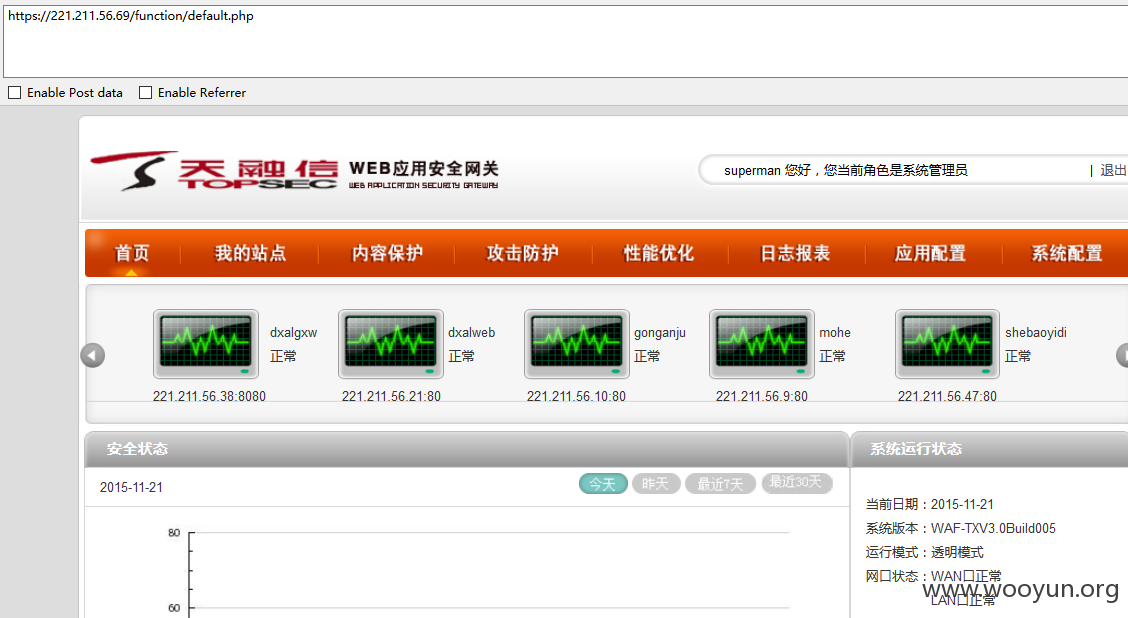 https://221.211.56.69/function/default.php
Enable Post data Enable Referrer
天融信 WEB应用安全网关
TOPSEC WEB APPLICATION SECURITY GATEWAY
superman 您好，您当前角色是系统管理员 | 退出
首页 我的站点 内容保护 攻击防护 性能优化 日志报表 应用配置 系统配置
dxalgxw dxalweb gonganju mohe shebaoyidi
正常 正常 正常 正常 正常
221.211.56.38:8080 221.211.56.21:80 221.211.56.10:80 221.211.56.9:80 221.211.56.47:80
安全状态 系统运行状态
2015-11-21 今天 昨天 最近7天 最近30天
当前日期：2015-11-21
80
系统版本：WAF-TXV3.0Build005
运行模式：透明模式
网口状态：WAN口正常
www.wooyun.org
LAN口正常
60